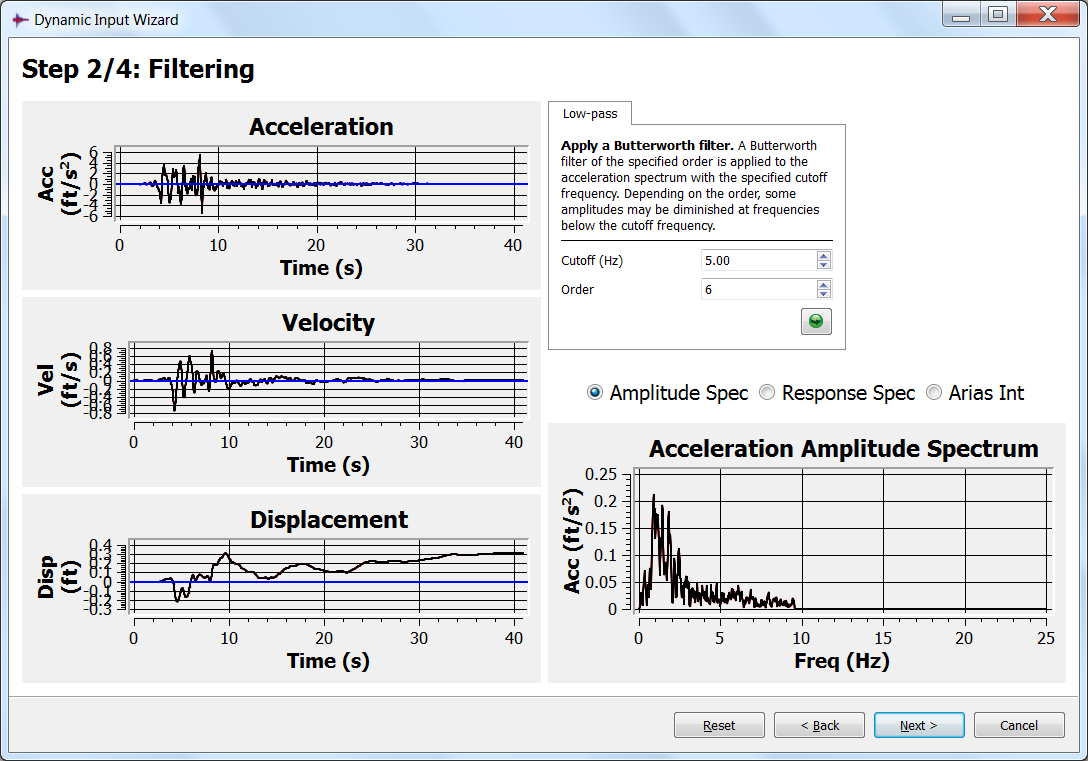 Dynamic Input Wizard
Step 2/4: Filtering
Acceleration
Acc
(ft/s²)
6
4
2
0
-2
-4
-6
0 10 20 30 40
Time (s)
Velocity
Vel
(ft/s)
0.8
0.6
0.4
0.2
0
-0.2
-0.4
-0.6
-0.8
0 10 20 30 40
Time (s)
Displacement
Disp
(ft)
0.4
0.3
0.2
0.1
0
-0.1
-0.2
-0.3
0 10 20 30 40
Time (s)
Low-pass
Apply a Butterworth filter. A Butterworth
filter of the specified order is applied to the
acceleration spectrum with the specified cutoff
frequency. Depending on the order, some
amplitudes may be diminished at frequencies
below the cutoff frequency.
Cutoff (Hz) 5.00
Order 6
Amplitude Spec Response Spec Arias Int
Acceleration Amplitude Spectrum
Acc (ft/s²)
0.25
0.2
0.15
0.1
0.05
0
0 5 10 15 20 25
Freq (Hz)
Reset < Back Next > Cancel